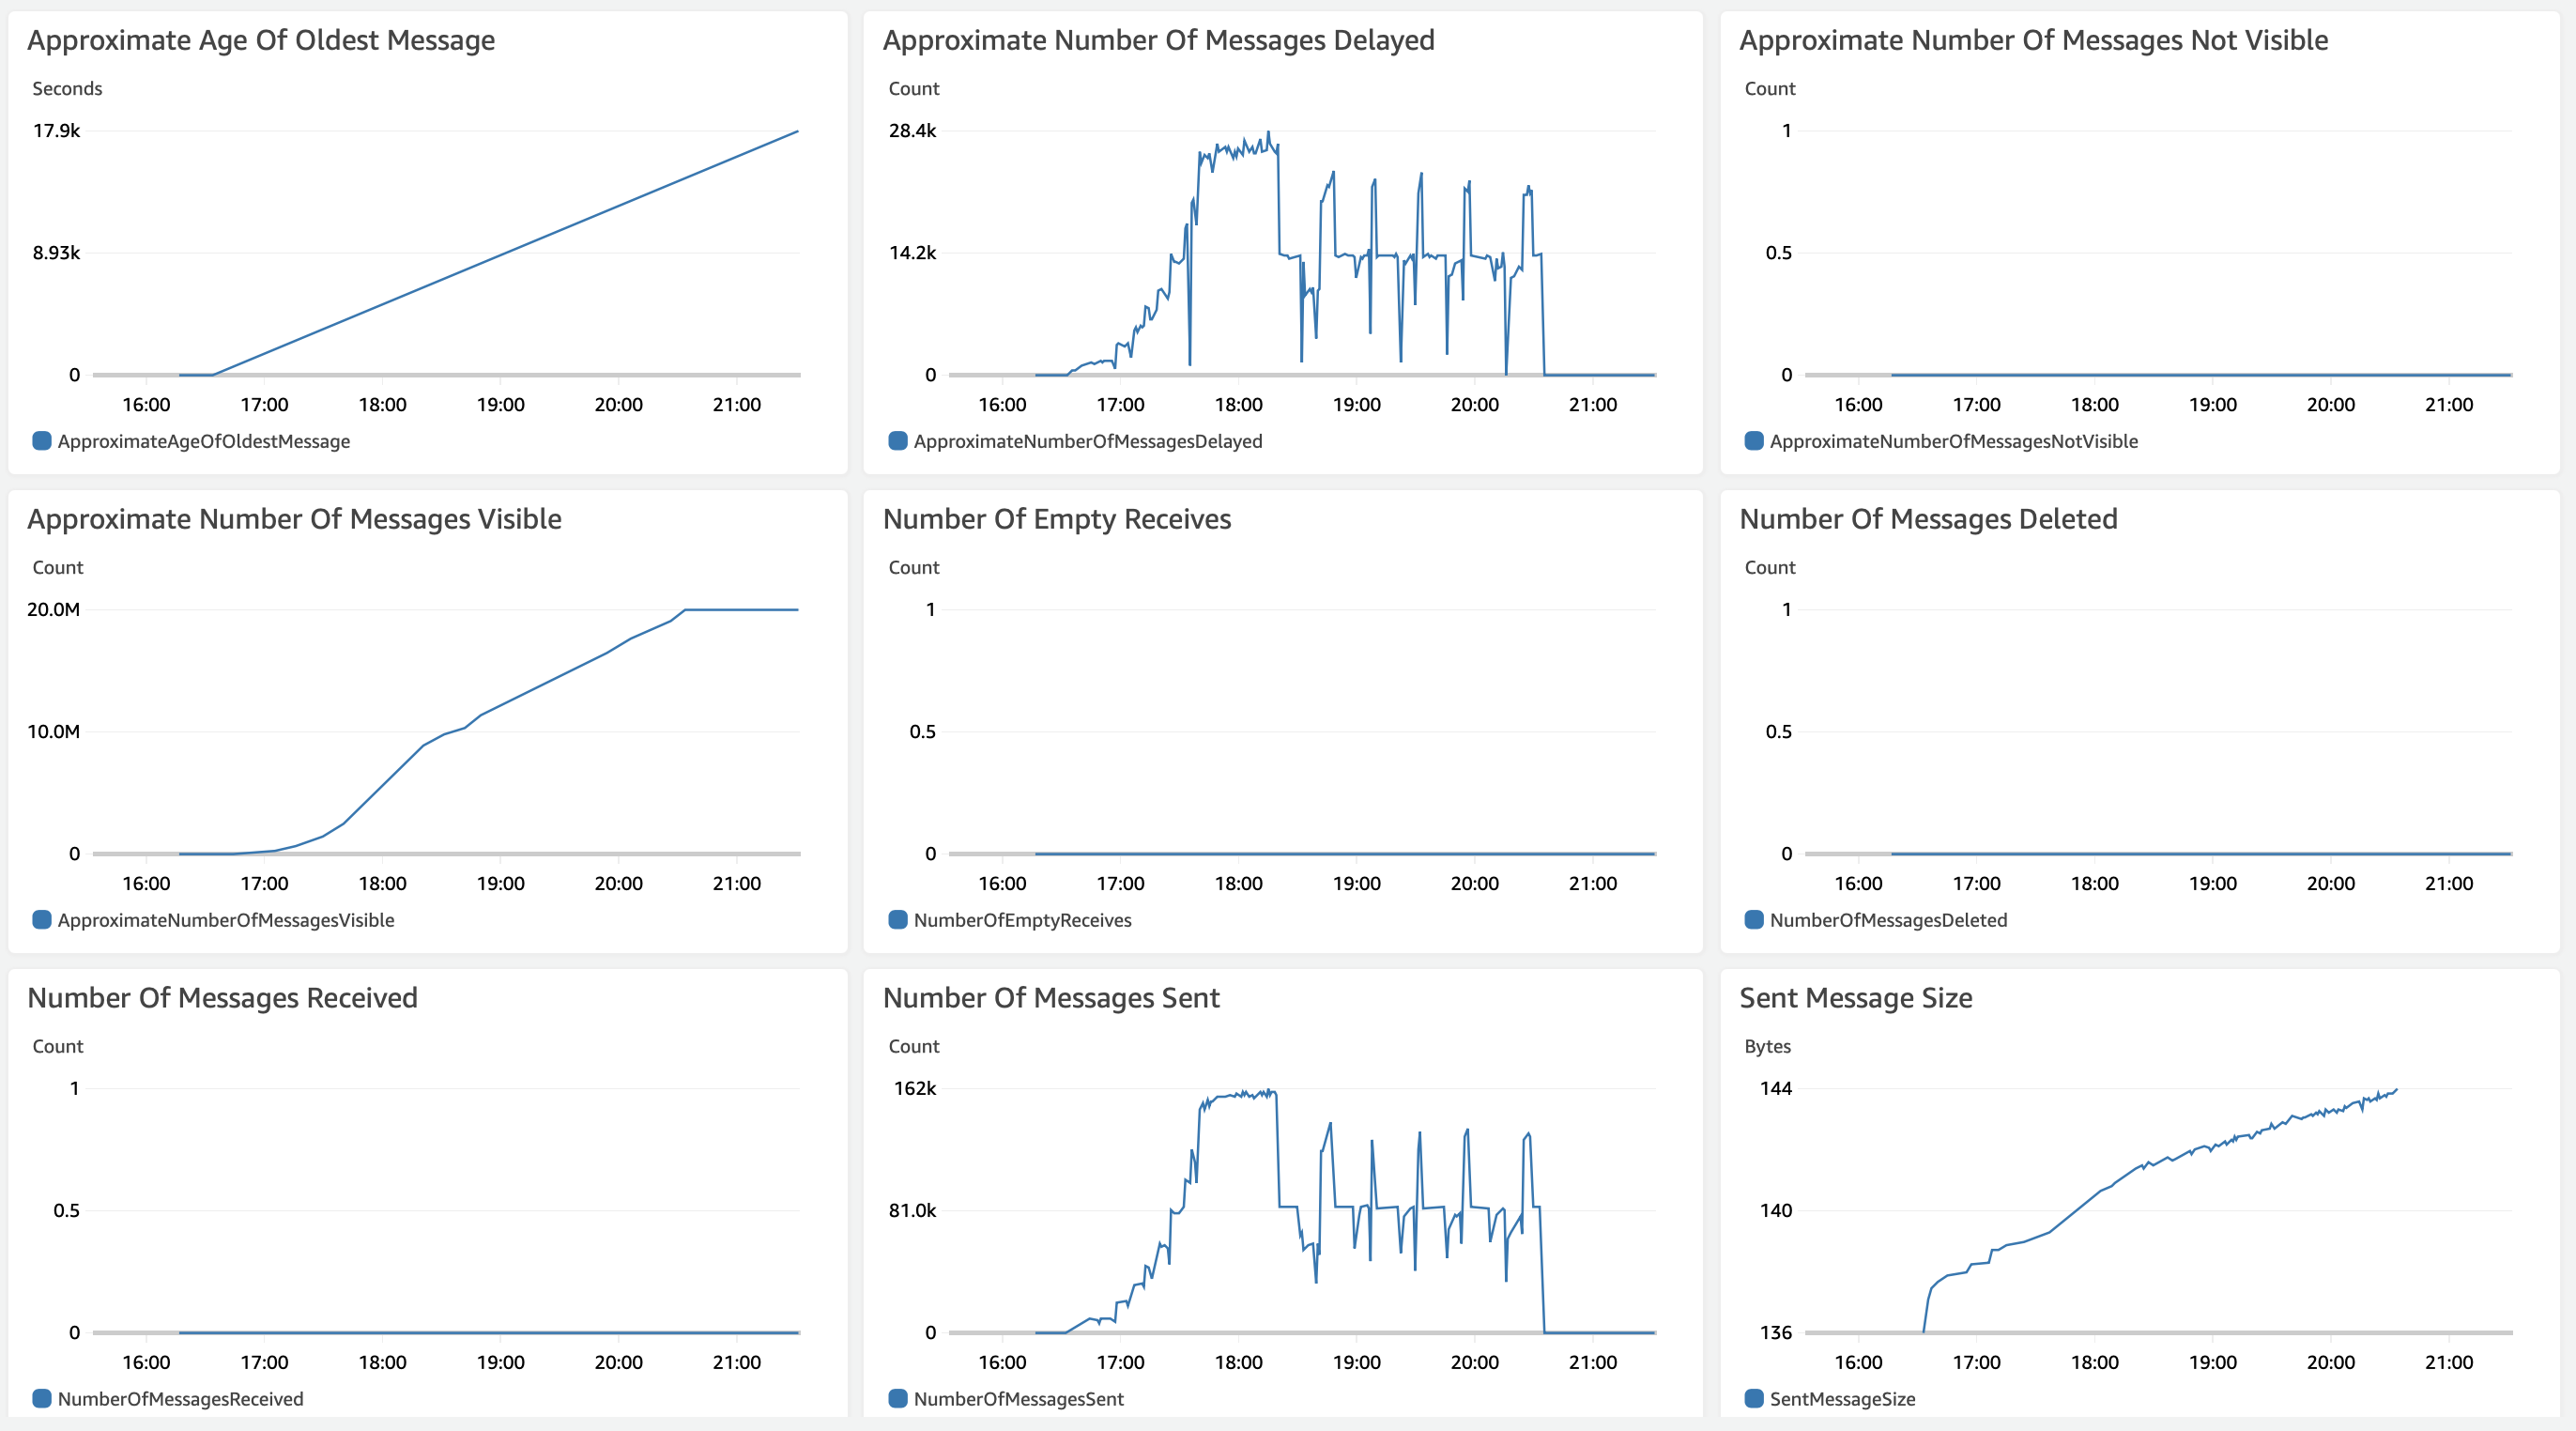 Approximate Age Of Oldest Message
Seconds
17.9k
8.93k
0
16:00 17:00 18:00 19:00 20:00 21:00
ApproximateAgeOfOldestMessage
Approximate Number Of Messages Delayed
Count
28.4k
14.2k
0
16:00 17:00 18:00 19:00 20:00 21:00
ApproximateNumberOfMessagesDelayed
Approximate Number Of Messages Not Visible
Count
1
0.5
0
16:00 17:00 18:00 19:00 20:00 21:00
ApproximateNumberOfMessagesNotVisible
Approximate Number Of Messages Visible
Count
20.0M
10.0M
0
16:00 17:00 18:00 19:00 20:00 21:00
ApproximateNumberOfMessagesVisible
Number Of Empty Receives
Count
1
0.5
0
16:00 17:00 18:00 19:00 20:00 21:00
NumberOfEmptyReceives
Number Of Messages Deleted
Count
1
0.5
0
16:00 17:00 18:00 19:00 20:00 21:00
NumberOfMessagesDeleted
Number Of Messages Received
Count
1
0.5
0
16:00 17:00 18:00 19:00 20:00 21:00
NumberOfMessagesReceived
Number Of Messages Sent
Count
162k
81.0k
0
16:00 17:00 18:00 19:00 20:00 21:00
NumberOfMessagesSent
Sent Message Size
Bytes
144
140
136
16:00 17:00 18:00 19:00 20:00 21:00
SentMessageSize